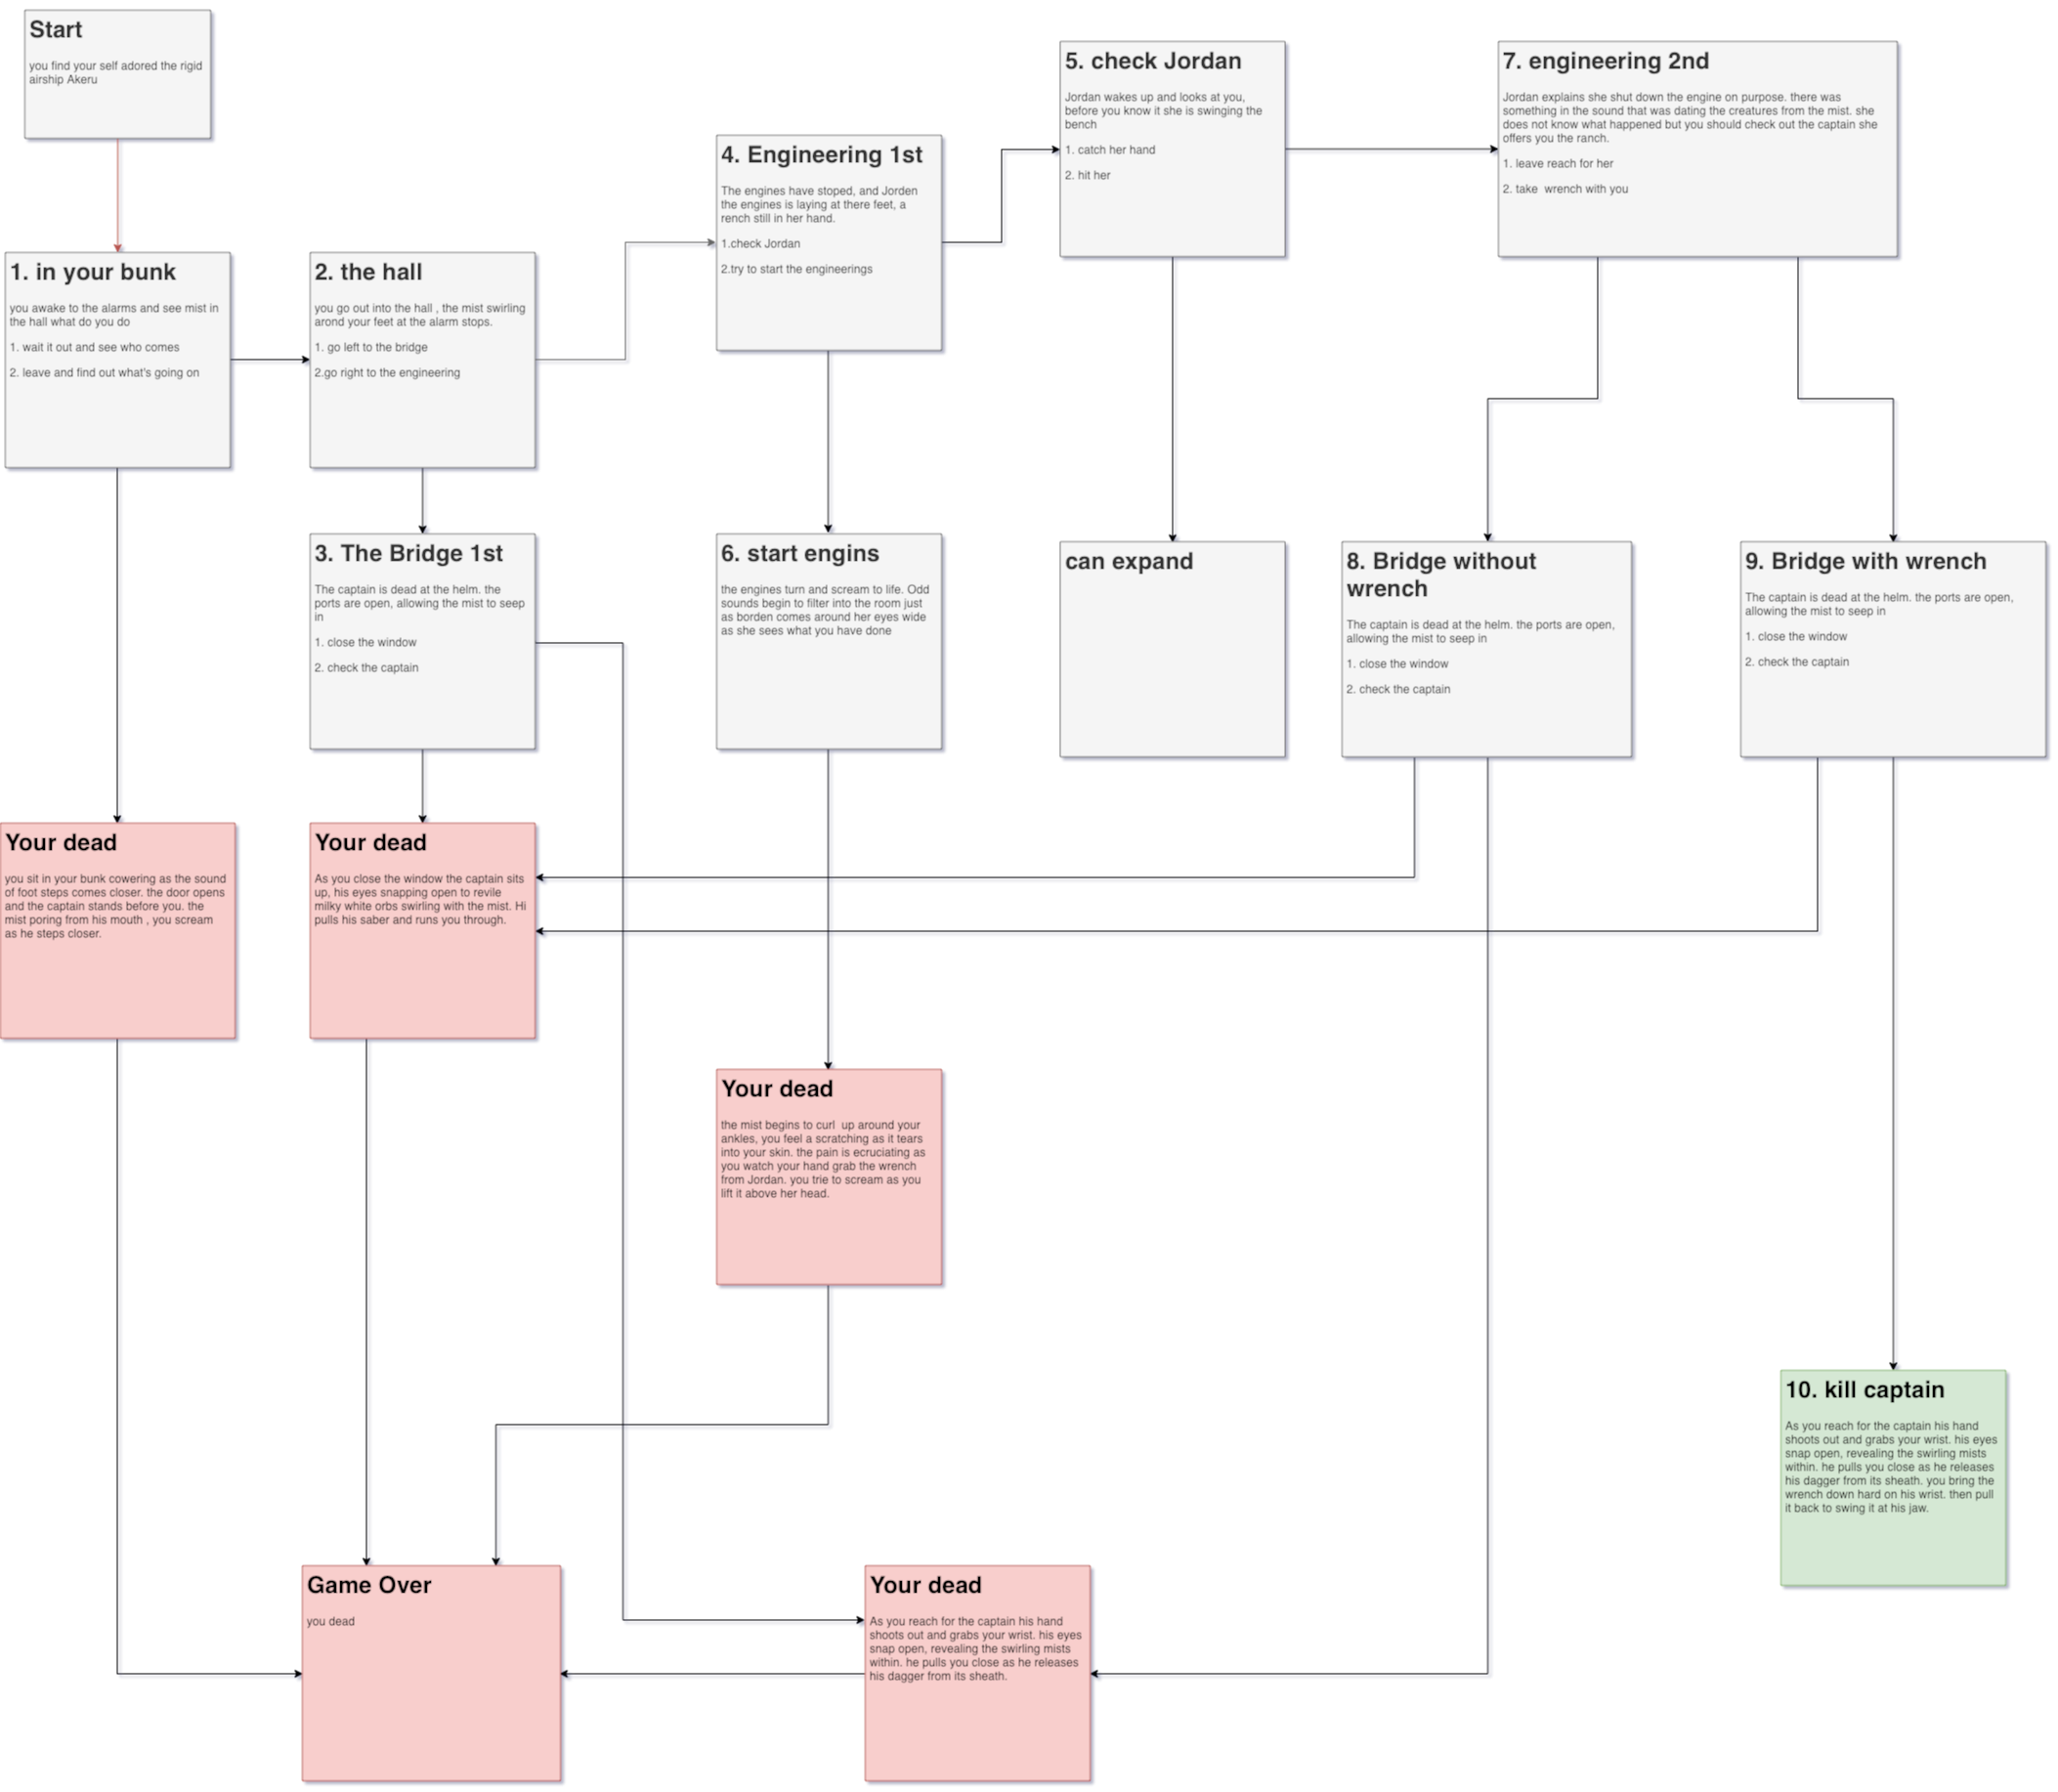 Start
you find your self adored the rigid
airship Akeru
5. check Jordan
Jordan wakes up and looks at you,
before you know it she is swinging the
bench
1. catch her hand
2. hit her
7. engineering 2nd
Jordan explains she shut down the engine on purpose. there was
something in the sound that was dating the creatures from the mist. she
does not know what happened but you should check out the captain she
offers you the ranch.
1. leave reach for her
2. take  wrench with you
4. Engineering 1st
The engines have stoped, and Jorden
the engines is laying at there feet, a
rench still in her hand.
1.check Jordan
2.try to start the engineerings
1. in your bunk
you awake to the alarms and see mist in
the hall what do you do
1. wait it out and see who comes
2. leave and find out what's going on
2. the hall
you go out into the hall , the mist swirling
arond your feet at the alarm stops.
1. go left to the bridge
2.go right to the engineering
3. The Bridge 1st
The captain is dead at the helm. the
ports are open, allowing the mist to seep
in
1. close the window
2. check the captain
6. start engins
the engines turn and scream to life. Odd
sounds begin to filter into the room just
as borden comes around her eyes wide
as she sees what you have done
can expand
8. Bridge without
wrench
The captain is dead at the helm. the ports are open,
allowing the mist to seep in
1. close the window
2. check the captain
9. Bridge with wrench
The captain is dead at the helm. the ports are open,
allowing the mist to seep in
1. close the window
2. check the captain
Your dead
you sit in your bunk cowering as the sound
of foot steps comes closer. the door opens
and the captain stands before you. the
mist poring from his mouth , you scream
as he steps closer.
Your dead
As you close the window the captain sits
up, his eyes snapping open to revile
milky white orbs swirling with the mist. Hi
pulls his saber and runs you through.
Your dead
the mist begins to curl  up around your
ankles, you feel a scratching as it tears
into your skin. the pain is ecruciating as
you watch your hand grab the wrench
from Jordan. you trie to scream as you
lift it above her head.
10. kill captain
As you reach for the captain his hand
shoots out and grabs your wrist. his eyes
snap open, revealing the swirling mists
within. he pulls you close as he releases
his dagger from its sheath. you bring the
wrench down hard on his wrist. then pull
it back to swing it at his jaw.
Game Over
you dead
Your dead
As you reach for the captain his hand
shoots out and grabs your wrist. his eyes
snap open, revealing the swirling mists
within. he pulls you close as he releases
his dagger from its sheath.